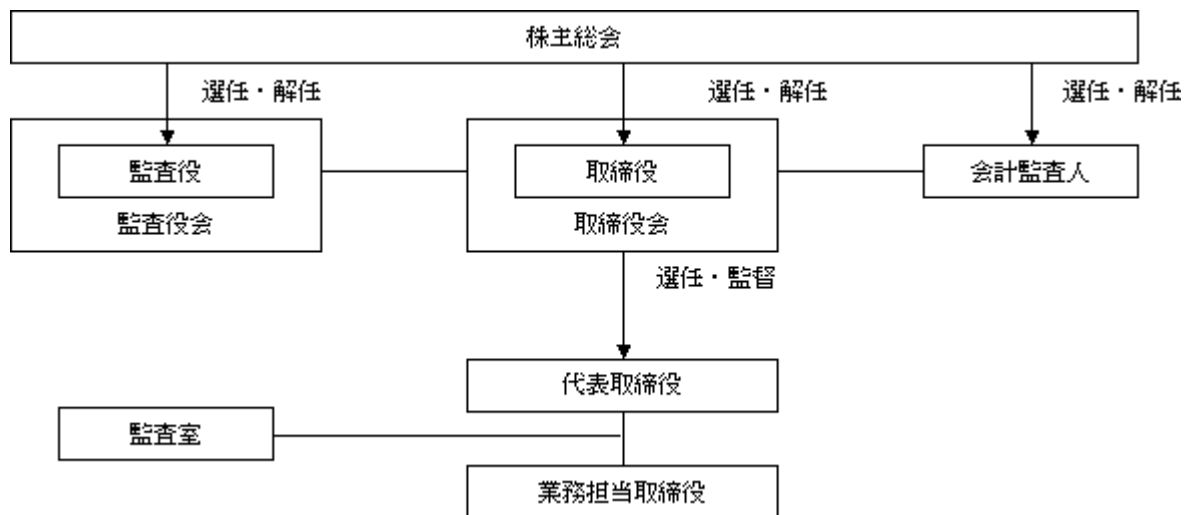 株主総会
選任・解任
選任・解任
選任・解任
監査役
取締役
会計監査人
監査役会
取締役会
選任・監督
代表取締役
監査室
業務担当取締役